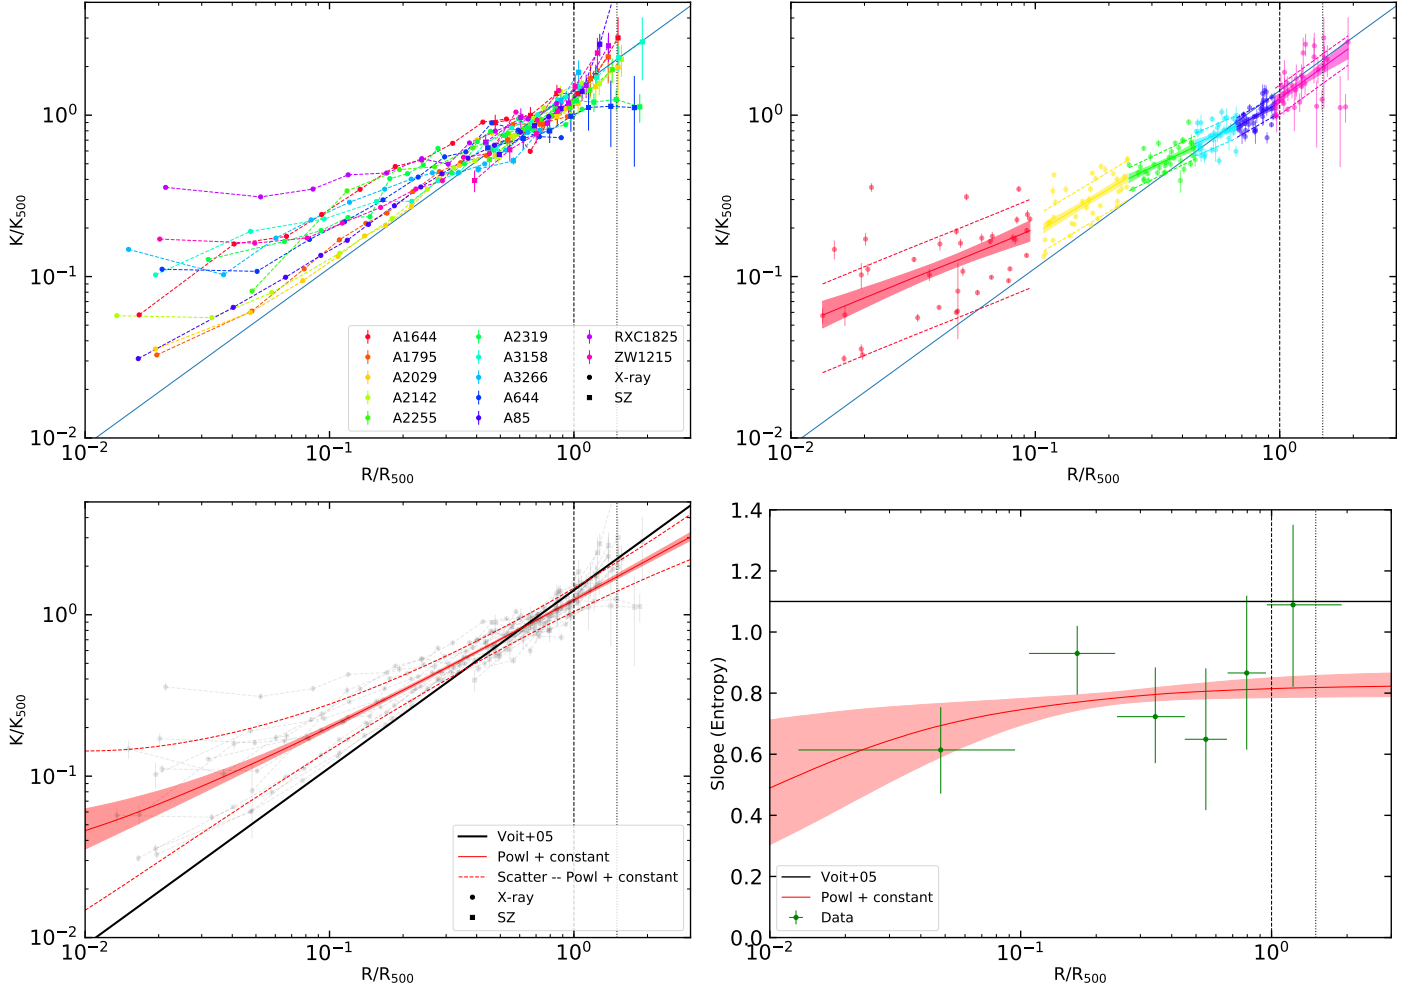 K/K500
10^0
10^-1
10^-2
A1644
A1795
A2029
A2142
A2255
A2319
A3158
A3266
A644
A85
RXC1825
ZW1215
X-ray
SZ
10^-2
10^-1
10^0
R/R500
K/K500
10^0
10^-1
10^-2
10^-2
10^-1
10^0
R/R500
K/K500
10^0
10^-1
10^-2
Voit+05
Powl + constant
Scatter -- Powl + constant
X-ray
SZ
10^-2
10^-1
10^0
R/R500
Slope (Entropy)
1.4
1.2
1.0
0.8
0.6
0.4
0.2
0.0
Voit+05
Powl + constant
Data
10^-2
10^-1
10^0
R/R500